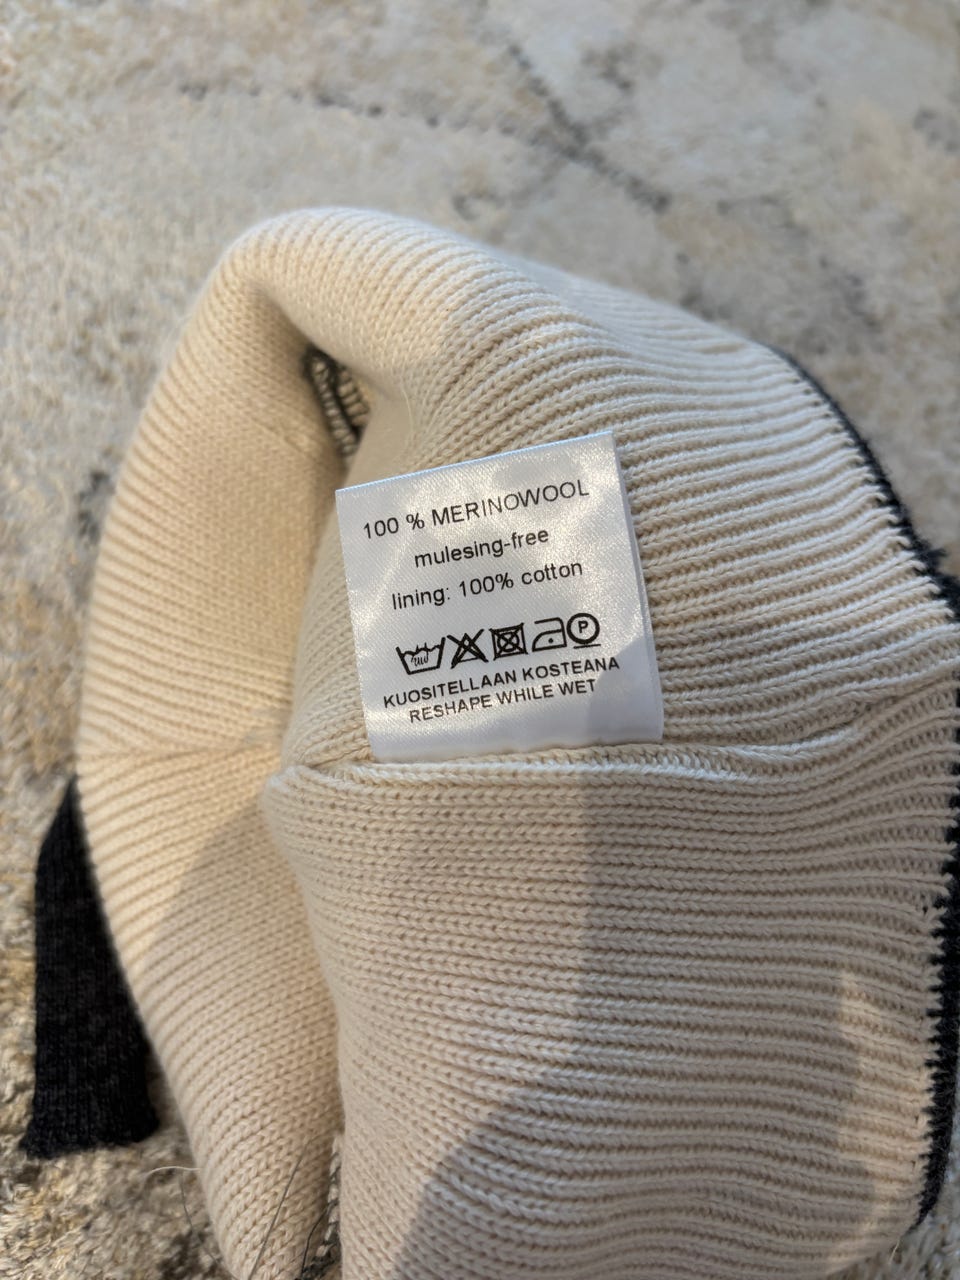 100 % MERINOWOOL
mulesing-free
lining: 100% cotton
P
KUOSITELLAAN KOSTEANA
RESHAPE WHILE WET